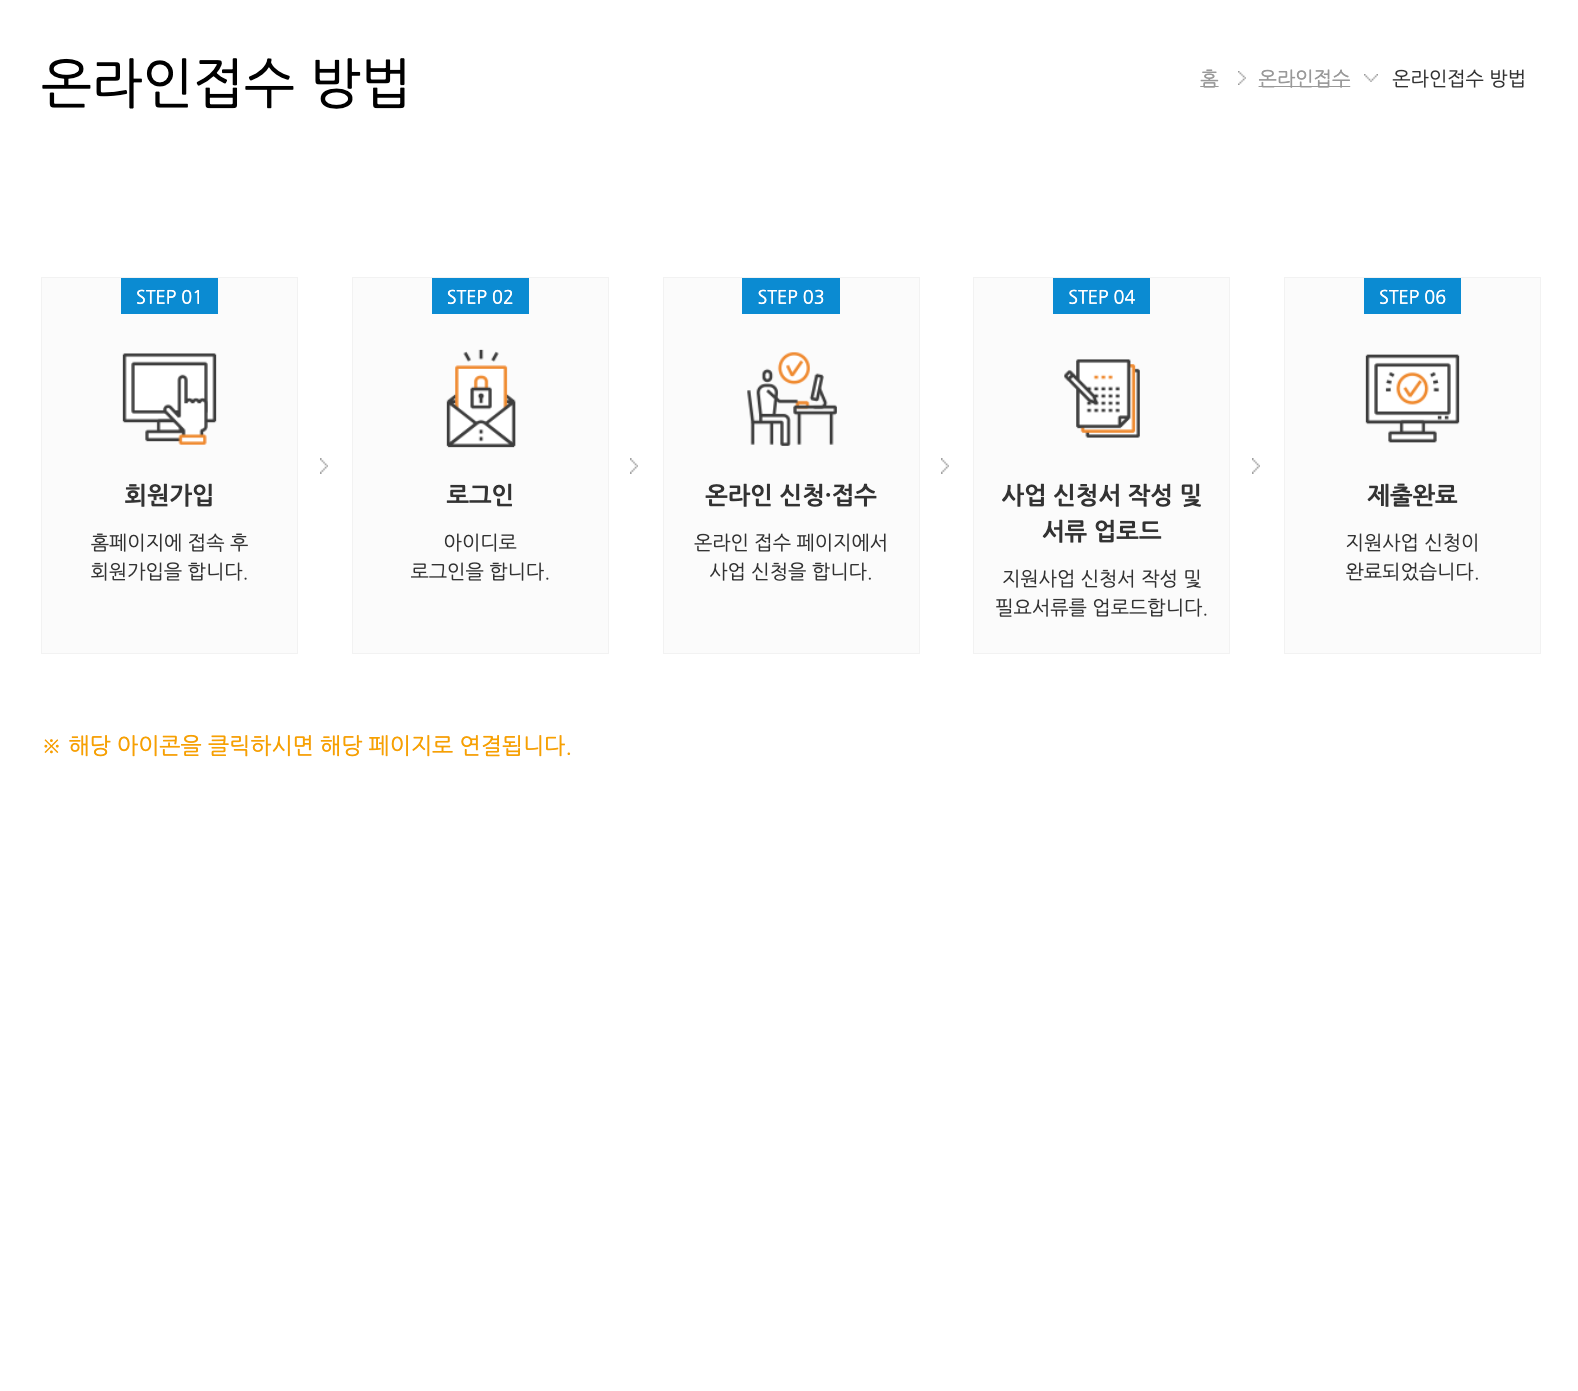 온라인접수 방법
홈 > 온라인접수 온라인접수 방법
STEP 01
회원가입
홈페이지에 접속 후
회원가입을 합니다.
STEP 02
로그인
아이디로
로그인을 합니다.
STEP 03
온라인 신청·접수
온라인 접수 페이지에서
사업 신청을 합니다.
STEP 04
사업 신청서 작성 및
서류 업로드
지원사업 신청서 작성 및
필요서류를 업로드합니다.
STEP 06
제출완료
지원사업 신청이
완료되었습니다.
※ 해당 아이콘을 클릭하시면 해당 페이지로 연결됩니다.